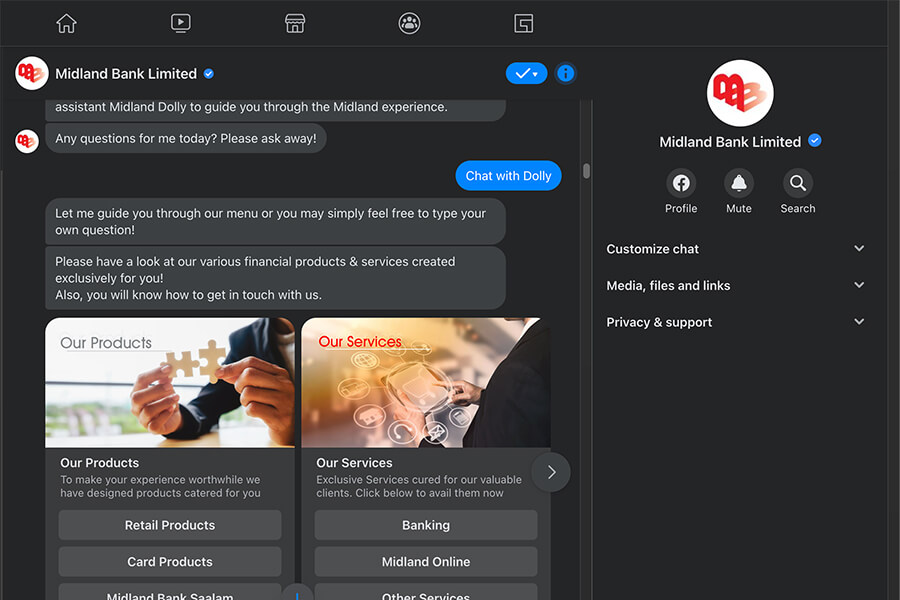 Midland Bank Limited
assistant Midland Dolly to guide you through the Midland experience.
Any questions for me today? Please ask away!
Chat with Dolly
Let me guide you through our menu or you may simply feel free to type your
own question!
Please have a look at our various financial products & services created
exclusively for you!
Also, you will know how to get in touch with us.
Our Products
Our Products
To make your experience worthwhile we
have designed products catered for you
Retail Products
Card Products
Midland Bank Saalam
Our Services
Our Services
Exclusive Services cured for our valuable
clients. Click below to avail them now
Banking
Midland Online
Other Services
Midland Bank Limited
Profile
Mute
Search
Customize chat
Media, files and links
Privacy & support